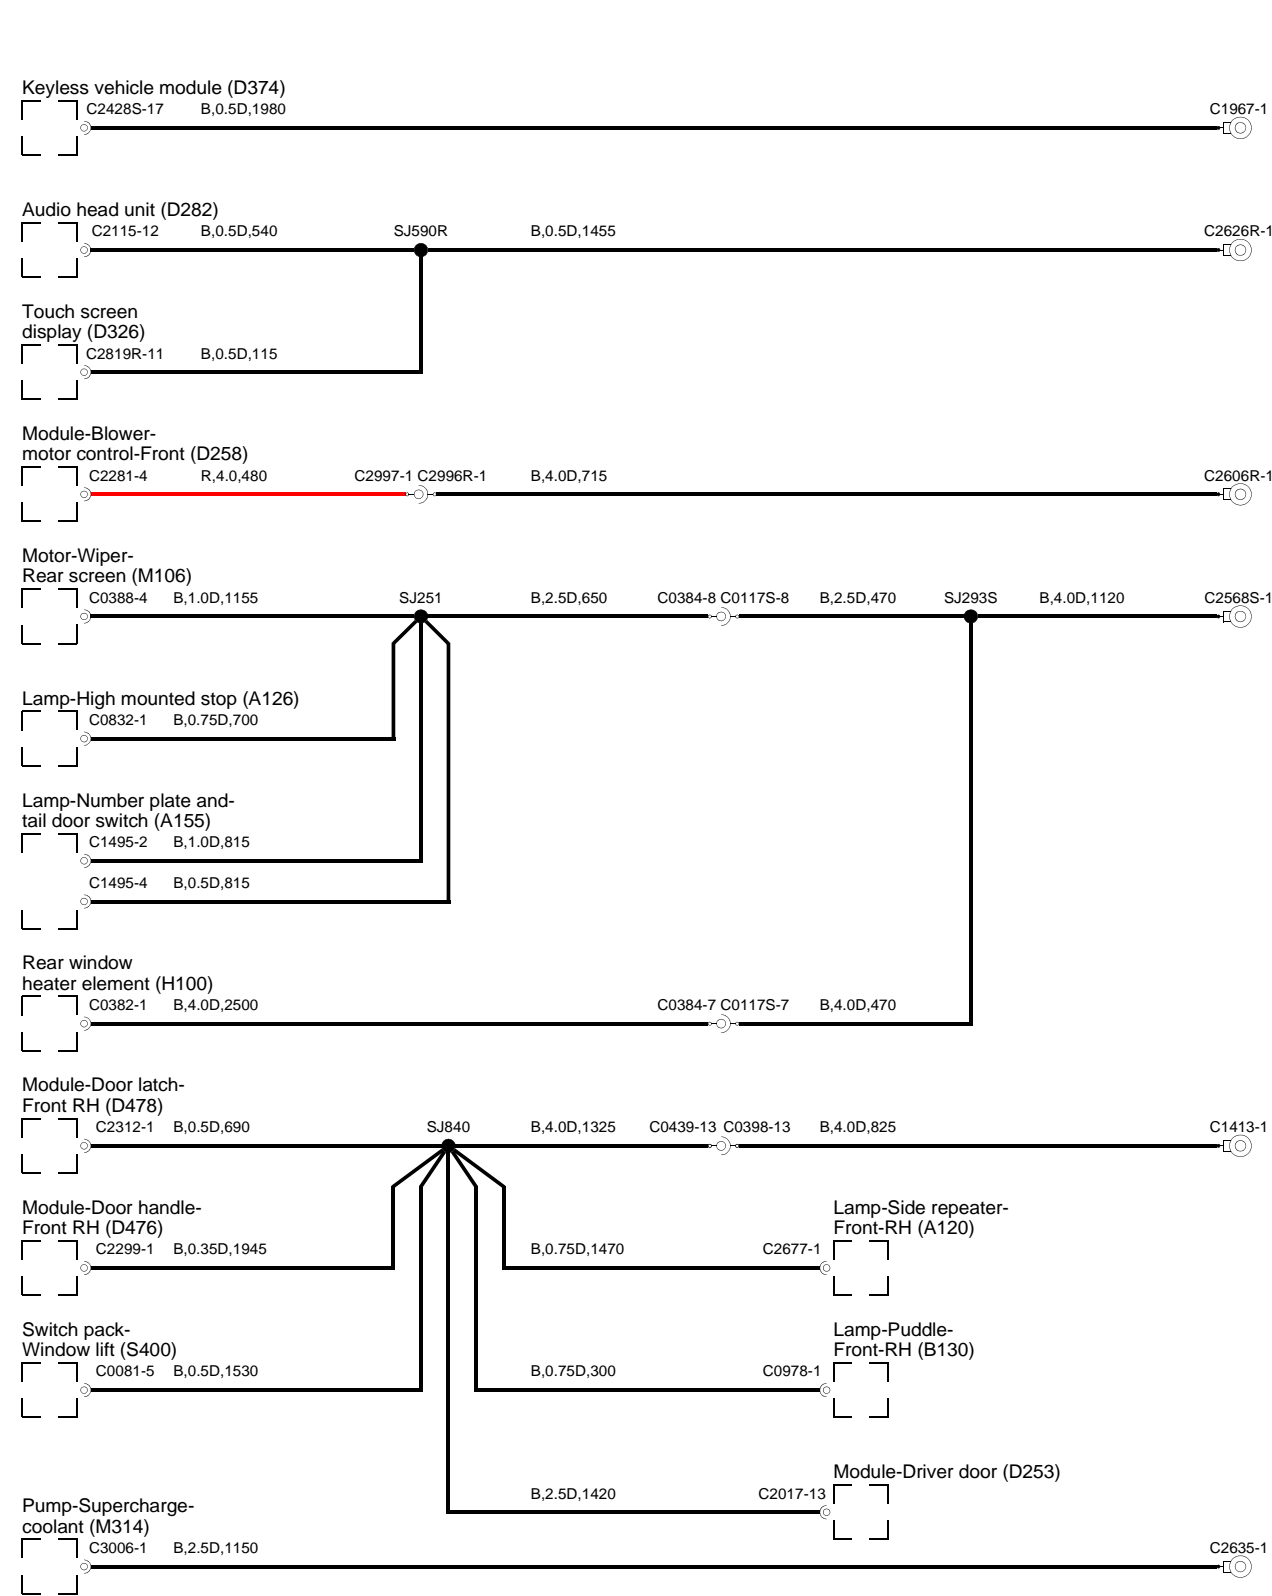 Keyless vehicle module (D374)
C2428S-17 B,0.5D,1980 C1967-1
Audio head unit (D282)
C2115-12 B,0.5D,540 SJ590R B,0.5D,1455 C2626R-1
Touch screen
display (D326)
C2819R-11 B,0.5D,115
Module-Blower-
motor control-Front (D258)
C2281-4 R,4.0,480 C2997-1 C2996R-1 B,4.0D,715 C2606R-1
Motor-Wiper-
Rear screen (M106)
C0388-4 B,1.0D,1155 SJ251 B,2.5D,650 C0384-8 C0117S-8 B,2.5D,470 SJ293S B,4.0D,1120 C2568S-1
Lamp-High mounted stop (A126)
C0832-1 B,0.75D,700
Lamp-Number plate and-
tail door switch (A155)
C1495-2 B,1.0D,815
C1495-4 B,0.5D,815
Rear window
heater element (H100)
C0382-1 B,4.0D,2500 C0384-7 C0117S-7 B,4.0D,470
Module-Door latch-
Front RH (D478)
C2312-1 B,0.5D,690 SJ840 B,4.0D,1325 C0439-13 C0398-13 B,4.0D,825 C1413-1
Module-Door handle-
Front RH (D476)
C2299-1 B,0.35D,1945
Lamp-Side repeater-
Front-RH (A120)
B,0.75D,1470 C2677-1
Switch pack-
Window lift (S400)
C0081-5 B,0.5D,1530
Lamp-Puddle-
Front-RH (B130)
B,0.75D,300 C0978-1
Module-Driver door (D253)
B,2.5D,1420 C2017-13
Pump-Supercharge-
coolant (M314)
C3006-1 B,2.5D,1150 C2635-1